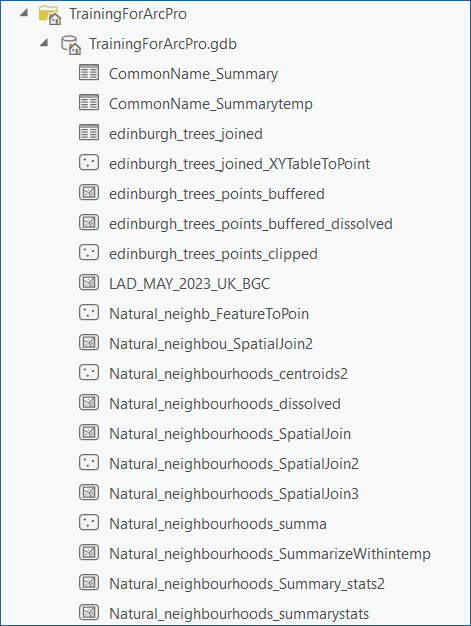 TrainingForArcPro
TrainingForArcPro.gdb
CommonName_Summary
CommonName_Summarytemp
edinburgh_trees_joined
edinburgh_trees_joined_XYTableToPoint
edinburgh_trees_points_buffered
edinburgh_trees_points_buffered_dissolved
edinburgh_trees_points_clipped
LAD_MAY_2023_UK_BGC
Natural_neighb_FeatureToPoin
Natural_neighbou_SpatialJoin2
Natural_neighbourhoods_centroids2
Natural_neighbourhoods_dissolved
Natural_neighbourhoods_SpatialJoin
Natural_neighbourhoods_SpatialJoin2
Natural_neighbourhoods_SpatialJoin3
Natural_neighbourhoods_summa
Natural_neighbourhoods_SummarizeWithintemp
Natural_neighbourhoods_Summary_stats2
Natural_neighbourhoods_summarystats